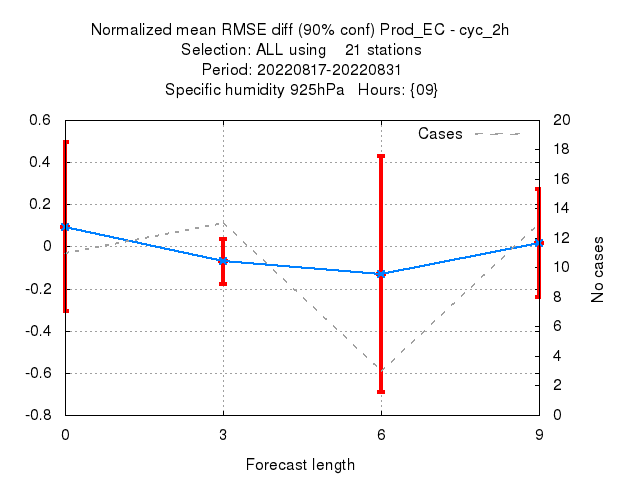 Normalized mean RMSE diff (90% conf) Prod_EC - cyc_2h
Selection: ALL using    21 stations
Period: 20220817-20220831
Specific humidity 925hPa   Hours: {09}
Cases
0.6
0.4
0.2
0
-0.2
-0.4
-0.6
-0.8
20
18
16
14
12
10
8
6
4
2
0
No cases
0 3 6 9
Forecast length